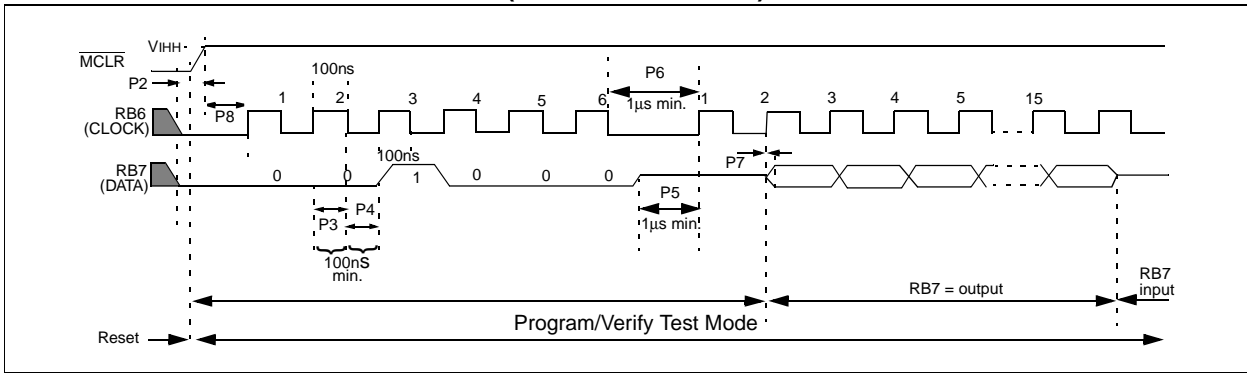 VIHH
MCLR
P2
100ns
P6
1µs min.
P8
1 2 3 4 5 6 1 2 3 4 5 15
RB6
(CLOCK)
P7
100ns
RB7
(DATA)
0 0 1 0 0 0
P5
1µs min.
P3
P4
100nS
min.
RB7 = output
RB7
input
Program/Verify Test Mode
Reset